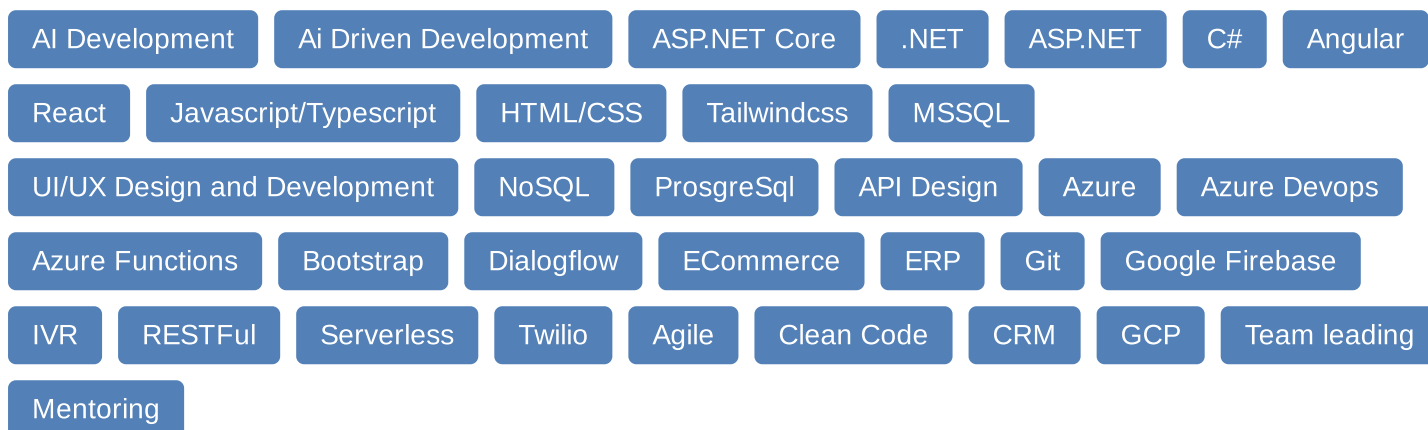 AI Development Ai Driven Development ASP.NET Core .NET ASP.NET C# Angular
React Javascript/Typescript HTML/CSS Tailwindcss MSSQL
UI/UX Design and Development NoSQL ProsgreSql API Design Azure Azure Devops
Azure Functions Bootstrap Dialogflow ECommerce ERP Git Google Firebase
IVR RESTFul Serverless Twilio Agile Clean Code CRM GCP Team leading
Mentoring